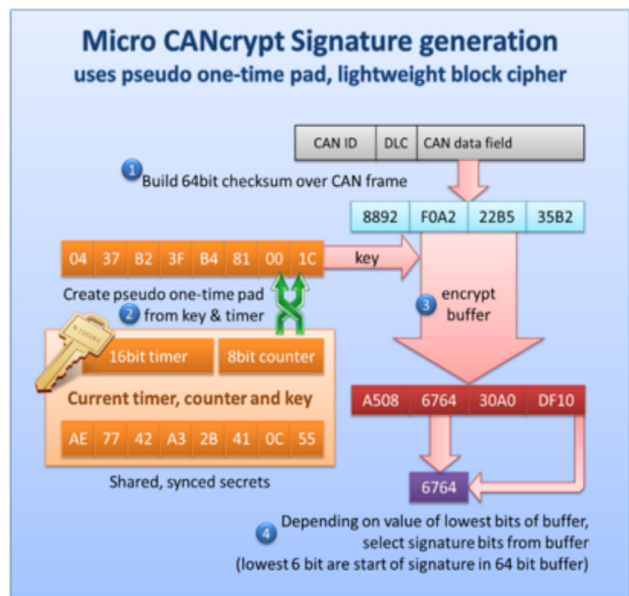 Micro CANcrypt Signature generation
uses pseudo one-time pad, lightweight block cipher
CAN ID DLC CAN data field
1 Build 64bit checksum over CAN frame
8892 F0A2 22B5 35B2
04 37 B2 3F B4 81 00 1C key
Create pseudo one-time pad
2 from key & timer
3 encrypt
buffer
16bit timer 8bit counter
Current timer, counter and key
A508 6764 30A0 DF10
AE 77 42 A3 2B 41 0C 55
Shared, synced secrets
6764
4 Depending on value of lowest bits of buffer,
select signature bits from buffer
(lowest 6 bit are start of signature in 64 bit buffer)